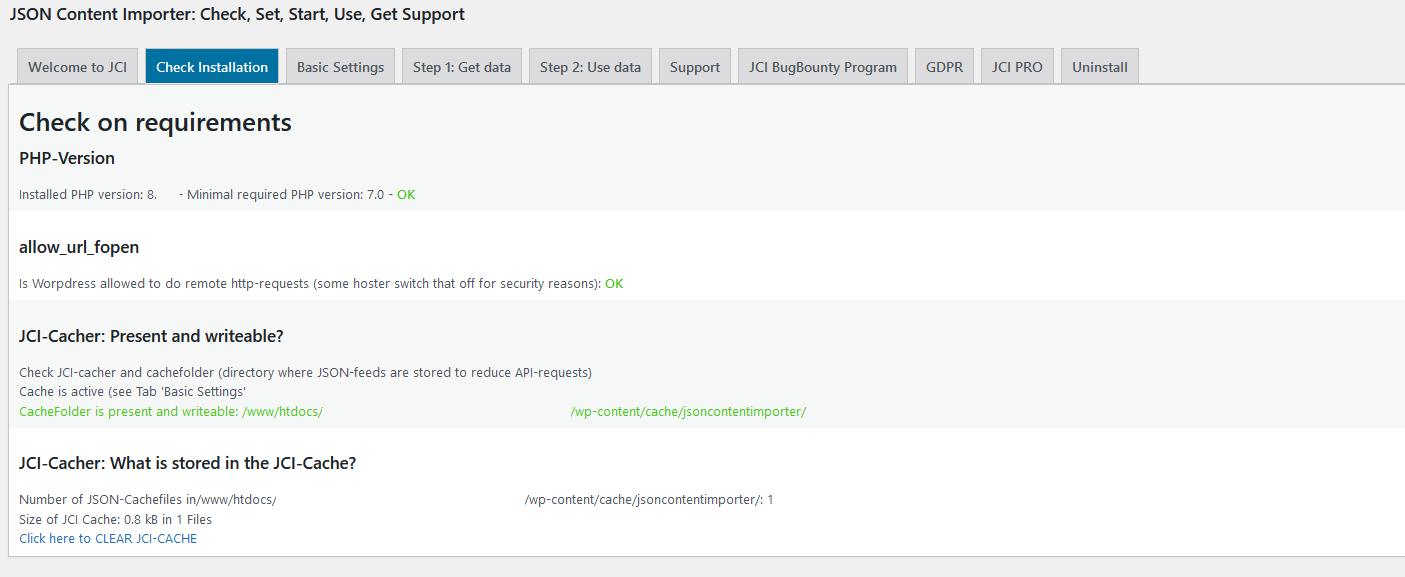 JSON Content Importer: Check, Set, Start, Use, Get Support
Welcome to JCI Check Installation Basic Settings Step 1: Get data Step 2: Use data Support JCI BugBounty Program GDPR JCI PRO Uninstall
Check on requirements
PHP-Version
Installed PHP version: 8. - Minimal required PHP version: 7.0 - OK
allow_url_fopen
Is Worpdress allowed to do remote http-requests (some hoster switch that off for security reasons): OK
JCI-Cacher: Present and writeable?
Check JCI-cacher and cachefolder (directory where JSON-feeds are stored to reduce API-requests)
Cache is active (see Tab 'Basic Settings'
CacheFolder is present and writeable: /www/htdocs/ /wp-content/cache/jsoncontentimporter/
JCI-Cacher: What is stored in the JCI-Cache?
Number of JSON-Cachefiles in/www/htdocs/ /wp-content/cache/jsoncontentimporter/: 1
Size of JCI Cache: 0.8 kB in 1 Files
Click here to CLEAR JCI-CACHE